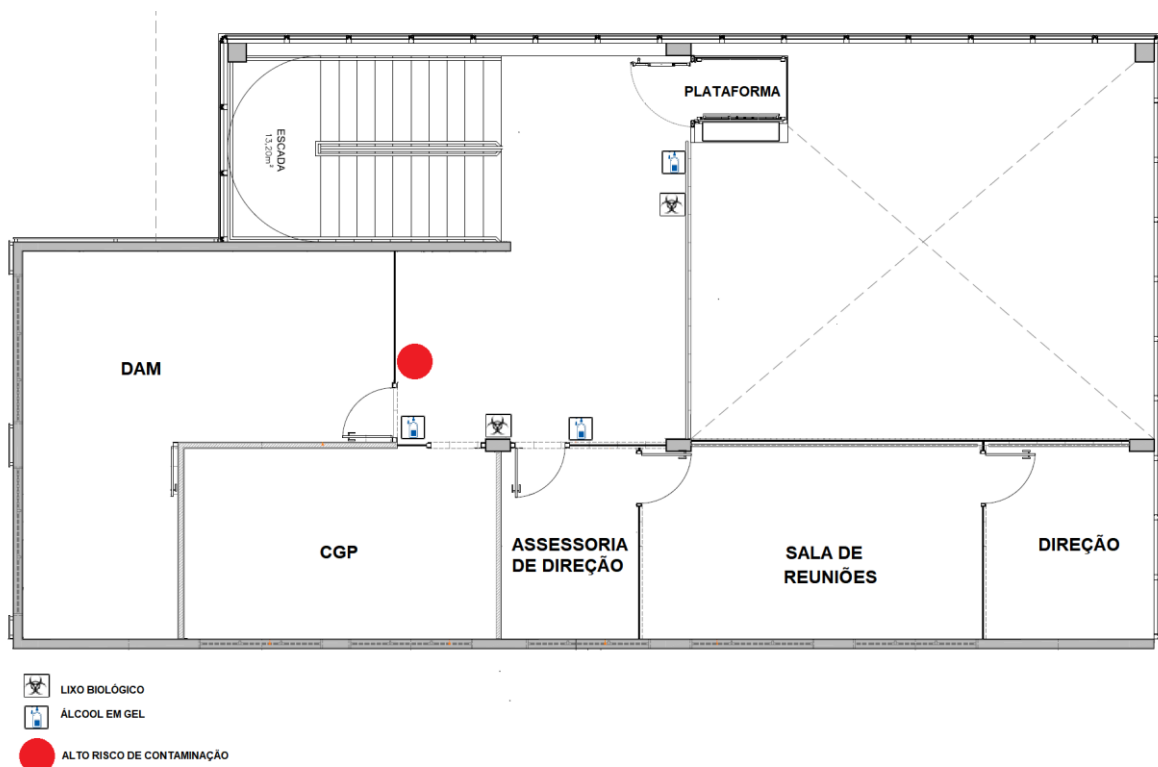 PLATAFORMA
ESCADA
13,20m²
DAM
CGP
ASSESSORIA
DE DIREÇÃO
SALA DE
REUNIÕES
DIREÇÃO
LIXO BIOLÓGICO
ÁLCOOL EM GEL
ALTO RISCO DE CONTAMINAÇÃO